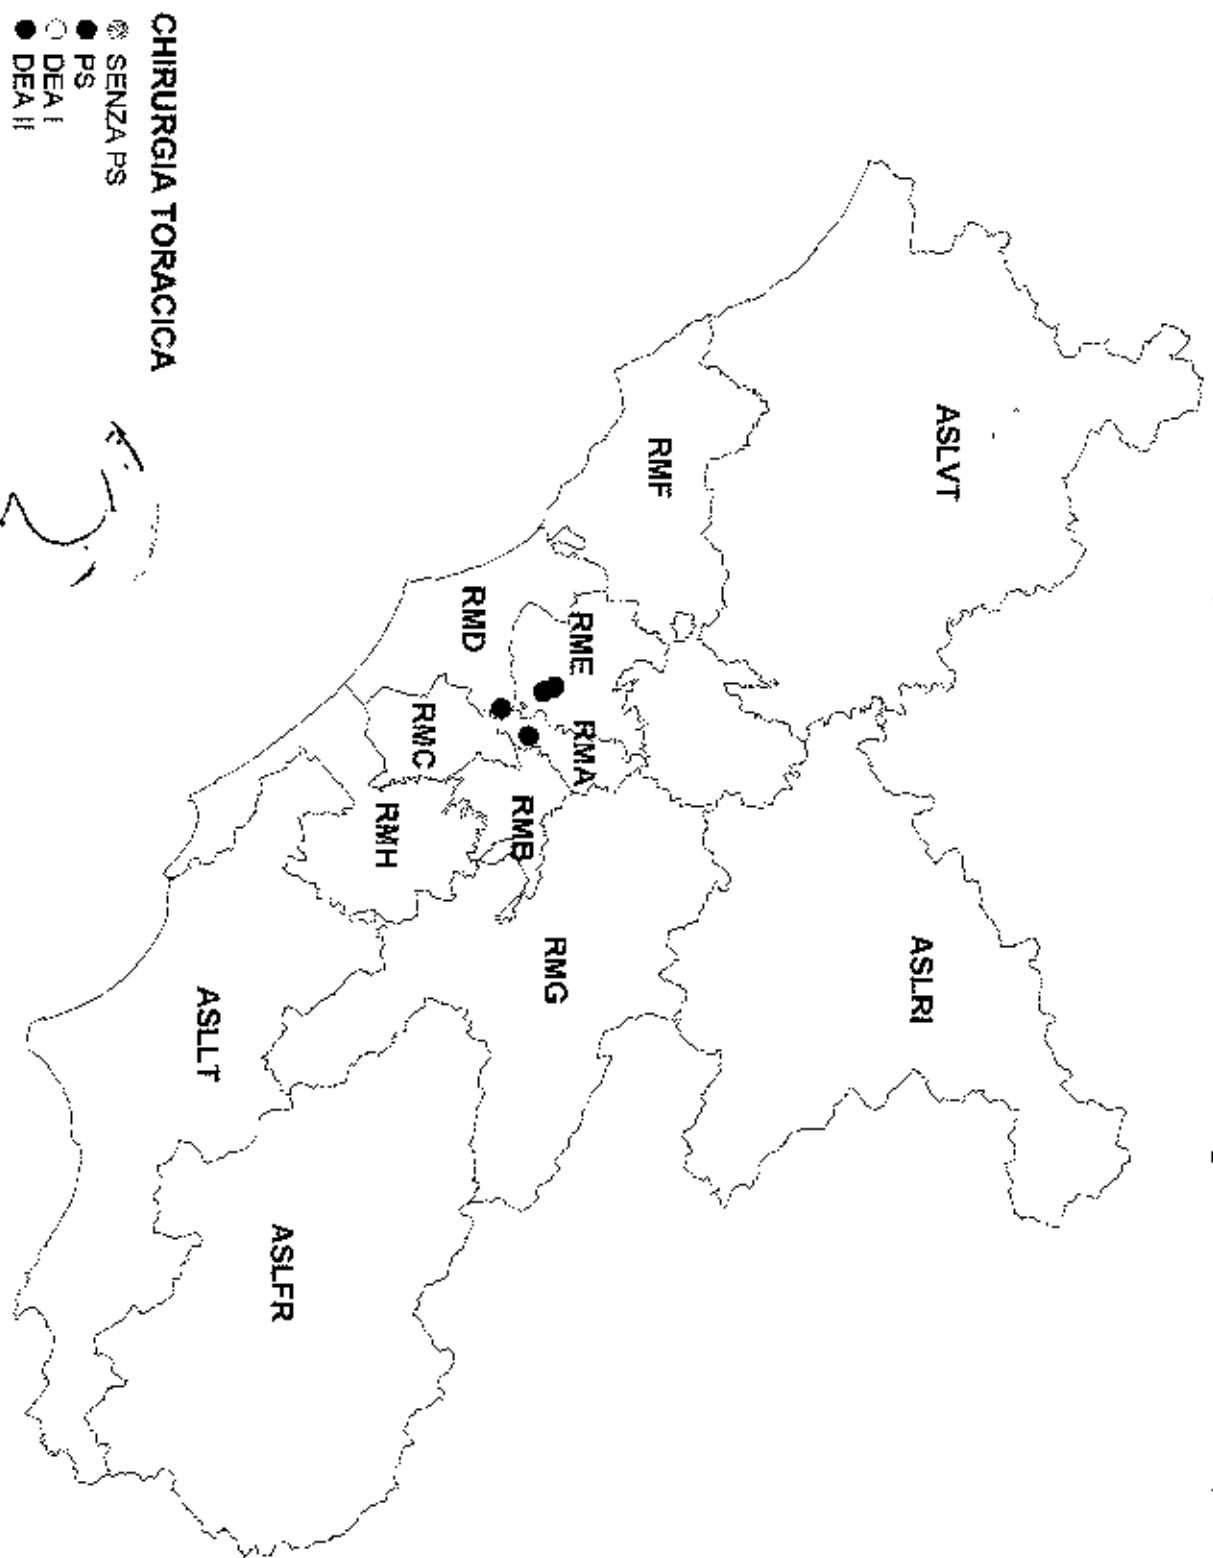 CHIRURGIA TORACICA
SENZA PS
PS
DEA I
DEA II
ASLVT
RMF
RMD
RME
RMA
RMC
RMB
RMH
RMG
ASLRI
ASLLT
ASLFR